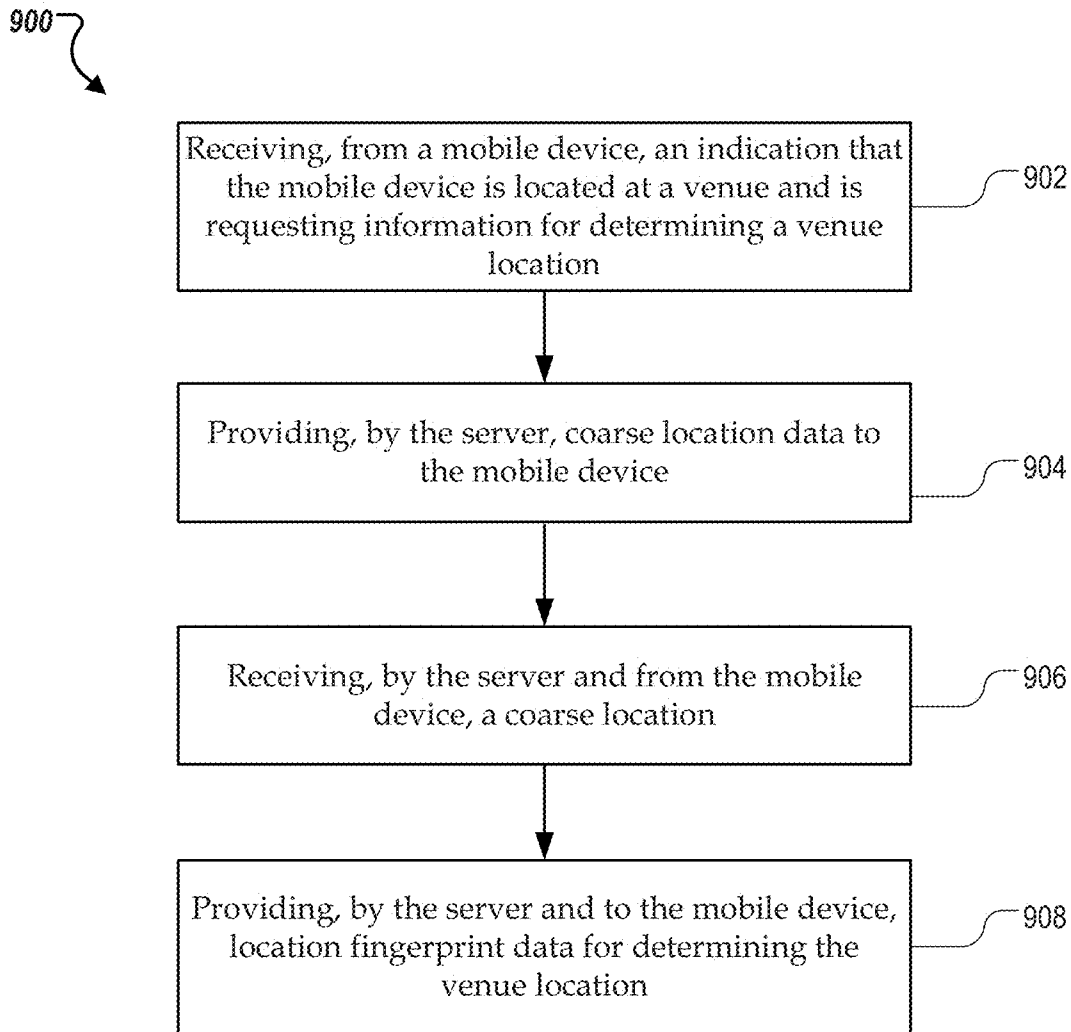 900
Receiving, from a mobile device, an indication that
the mobile device is located at a venue and is
requesting information for determining a venue
location
902
Providing, by the server, coarse location data to
the mobile device
904
Receiving, by the server and from the mobile
device, a coarse location
906
Providing, by the server and to the mobile device,
location fingerprint data for determining the
venue location
908